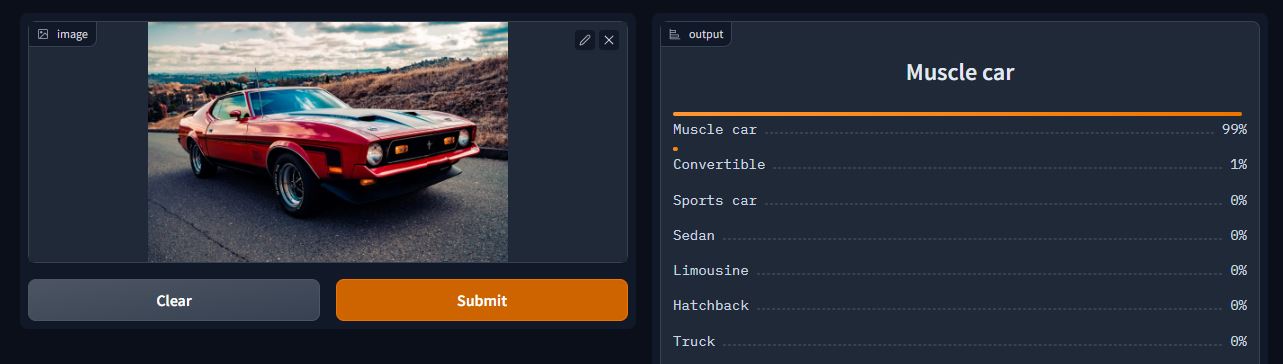 image
Clear
Submit
output
Muscle car
Muscle car 99%
Convertible 1%
Sports car 0%
Sedan 0%
Limousine 0%
Hatchback 0%
Truck 0%